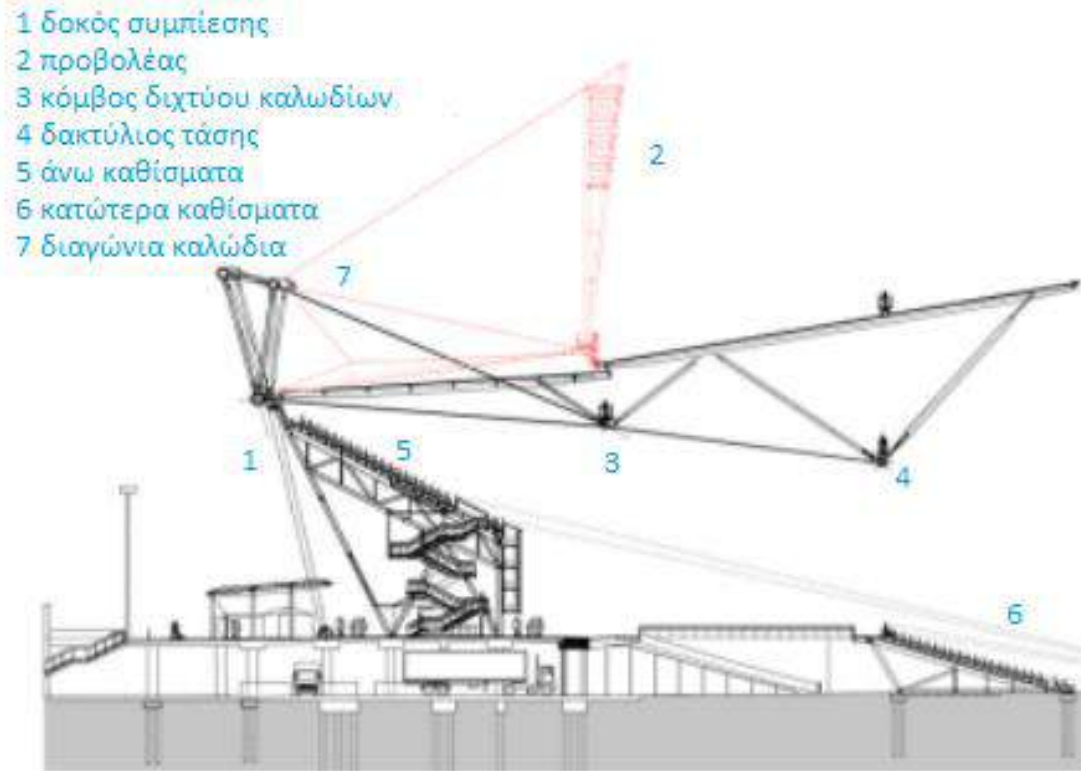 1 δοκός συμπίεσης
2 προβολέας
3 κόμβος διχτύου καλωδίων
4 δακτύλιος τάσης
5 άνω καθίσματα
6 κατώτερα καθίσματα
7 διαγώνια καλώδια
2
7
5
1
3
4
6